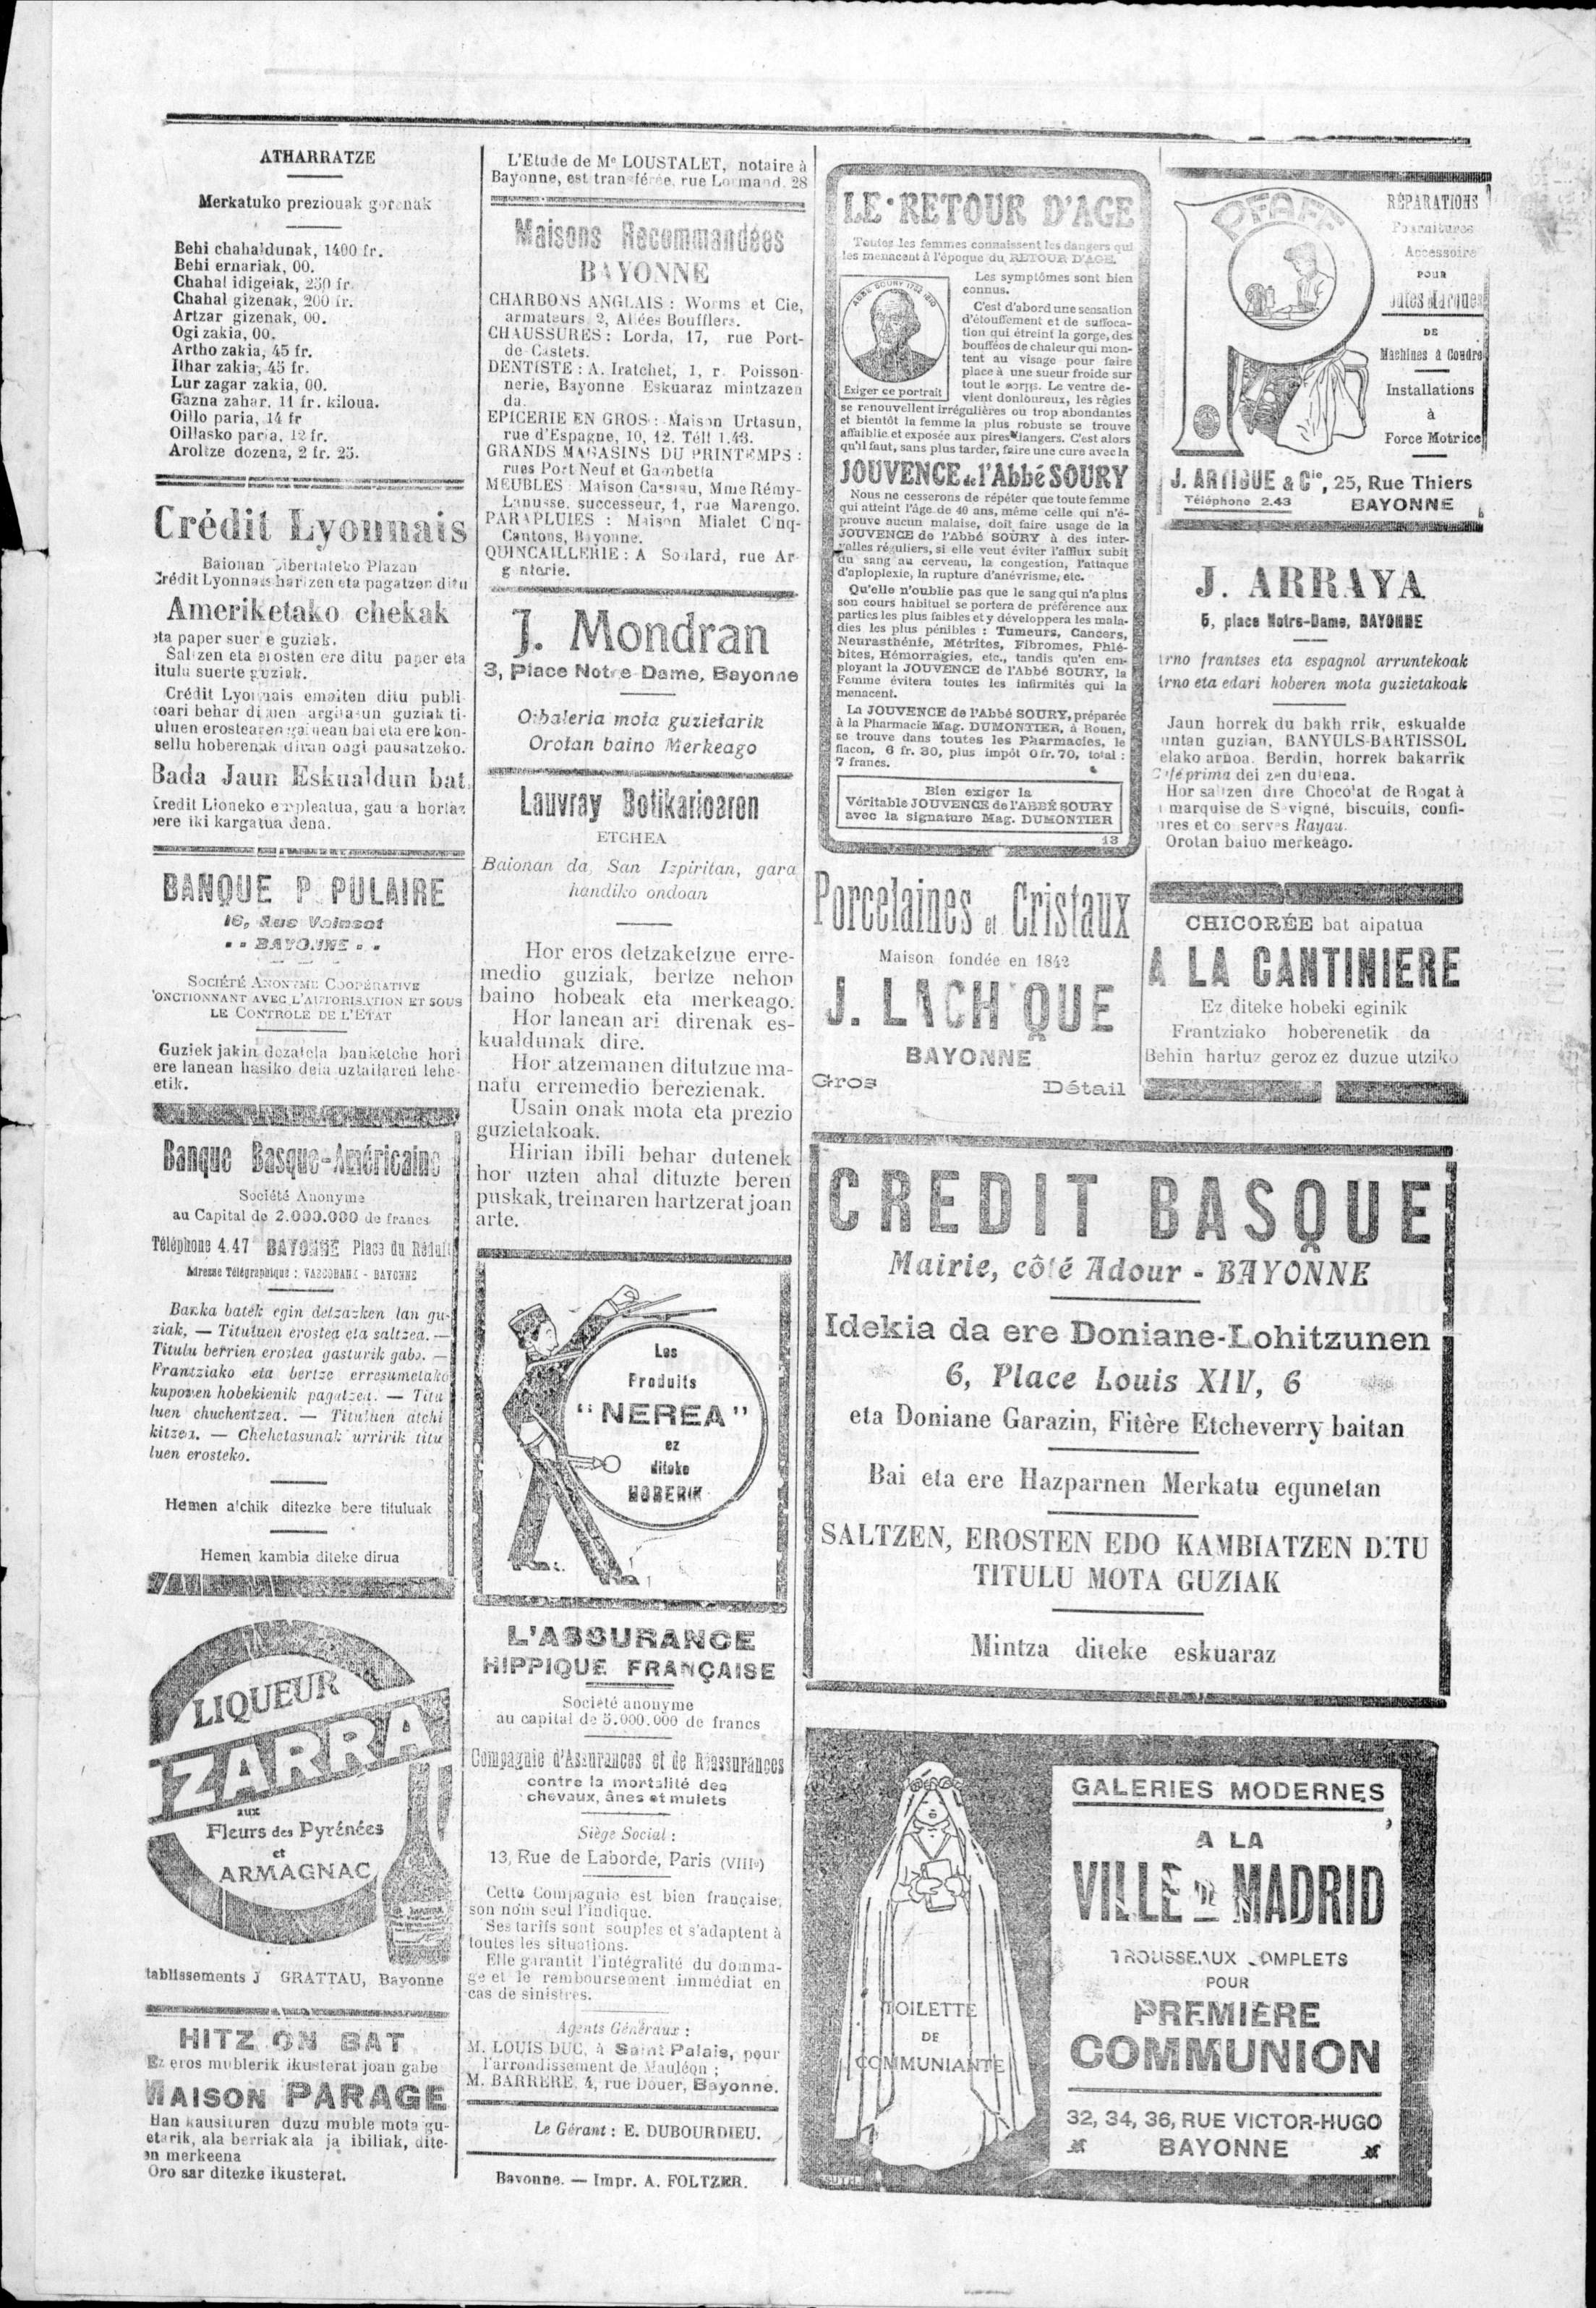 ATHARRATZE
Merkatuko preziouak gorenak
Behi chahaldunak, 1400 fr.
Behi ernariak, 00.
Chahal idigeiak, 250 fr.
Chahal gizenak, 200 fr.
Artzar gizenak, 00.
Ogi zakia, 00.
Artho zakia, 45 fr.
Ilhar zakia, 45 fr.
Lur zagar zakia, 00.
Gazna zahar, 11 fr. kiloua.
Oillo paria, 14 fr
Oillasko paria, 12 fr.
Aroltze dozena, 2 fr. 25.
Crédit Lyonnais
Baionan Libertateko Plazan
Crédit Lyonnais hartzen eta pagatzen ditu
Ameriketako chekak
eta paper suerte guziak.
Saltzen eta erosten ere ditu paper eta
titulu suerte guziak.
Crédit Lyonnais emaiten ditu publi-
koari behar dituen argitasun guziak ti-
tuluen erostearen gainean bai eta ere kon-
sellu hoberenak diran ongi pausatzeko.
Bada Jaun Eskualdun bat
Kredit Lioneko enpleatua, gauza hortaz
bere iki kargatua dena.
BANQUE POPULAIRE
16, Rue Vainsot
BAYONNE
SOCIÉTÉ ANONYME COOPÉRATIVE
FONCTIONNANT AVEC L'AUTORISATION ET SOUS
LE CONTROLE DE L'ETAT
Guziek jakin dezatela banketche hori
ere lanean hasiko dela uztailaren lehe-
etik.
Banque Basque-Américaine
Société Anonyme
au Capital de 2.000.000 de francs
Téléphone 4.47 BAYONNE Place du Réduit
Adresse Télégraphique : VASCOBANK - BAYONNE
Banka batek egin detzazken lan gu-
ziak, — Tituluen erostea eta saltzea. —
Titulu berrien erostea gasturik gabe. —
Frantziako eta bertze erresumetako
kuponen hobekienik pagatzea. — Titu
luen chuchentzea. — Tituluen atchi
kitzea. — Chehetasunak urririk titu
luen erosteko.
Hemen atchik ditezke bere tituluak
Hemen kambia diteke dirua
LIQUEUR
ZARRA
aux
Fleurs des Pyrénées
et
ARMAGNAC
tablissements J GRATTAU, Bayonne
HITZ ON BAT
Ez eros mublerik ikusterat joan gabe
MAISON PARAGE
Han kausituren duzu muble mota gu-
etarik, ala berriak ala ja ibiliak, dite-
en merkeena
Oro sar ditezke ikusterat.
L'Etude de Me LOUSTALET, notaire à
Bayonne, est transférée, rue Lormand, 28
Maisons Recommandées
BAYONNE
CHARBONS ANGLAIS : Worms et Cie,
armateurs, 2, Allées Boufflers.
CHAUSSURES : Lorda, 17, rue Port-
de-Castets.
DENTISTE : A. Iratchet, 1, r. Poisson-
nerie, Bayonne Eskuaraz mintzazen
da.
EPICERIE EN GROS : Maison Urtasun,
rue d'Espagne, 10, 12. Télf 1.43.
GRANDS MAGASINS DU PRINTEMPS :
rues Port Neuf et Gambetta
MEUBLES Maison Cassiau, Mme Rémy-
Lanusse, successeur, 1, rue Marengo.
PARAPLUIES : Maison Mialet Cinq-
Cantons, Bayonne.
QUINCAILLERIE : A Soulard, rue Ar-
genterie.
J. Mondran
3, Place Notre-Dame, Bayonne
Oihaleria mota guzietarik
Orotan baino Merkeago
Lauvray Botikarioaren
ETCHEA
Baionan da, San Izpiritan, gara
handiko ondoan
Hor eros detzaketzue erre-
medio guziak, bertze nehon
baino hobeak eta merkeago.
Hor lanean ari direnak es-
kualdunak dire.
Hor atzemanen ditutzue ma-
natu erremedio berezienak.
Usain onak mota eta prezio
guzietakoak.
Hirian ibili behar dutenek
hor uzten ahal dituzte beren
puskak, treinaren hartzerat joan
arte.
Les
Produits
"NEREA"
ez
diteke
HOBERIK
L'ASSURANCE
HIPPIQUE FRANÇAISE
Société anonyme
au capital de 5.000.000 de francs
Compagnie d'Assurances et de Réassurances
contre la mortalité des
chevaux, ânes et mulets
Siège Social :
13, Rue de Laborde, Paris (VIIIe)
Cette Compagnie est bien française,
son nom seul l'indique.
Ses tarifs sont souples et s'adaptent à
toutes les situations.
Elle garantit l'intégralité du domma-
ge et le remboursement immédiat en
cas de sinistres.
Agents Généraux :
M. LOUIS DUC, à Saint Palais, pour
l'arrondissement de Mauléon ;
M. BARRERE, 4, rue Douer, Bayonne.
Le Gérant : E. DUBOURDIEU.
Bayonne. — Impr. A. FOLTZER.
LE RETOUR D'AGE
Toutes les femmes connaissent les dangers qui
les menacent à l'époque du RETOUR D'AGE.
ABBÉ SOURY
Exiger ce portrait
Les symptômes sont bien
connus.
C'est d'abord une sensation
d'étouffement et de suffoca-
tion qui étreint la gorge, des
bouffées de chaleur qui mon-
tent au visage pour faire
place à une sueur froide sur
tout le corps. Le ventre de-
vient douloureux, les règles
se renouvellent irrégulières ou trop abondantes
et bientôt la femme la plus robuste se trouve
affaiblie et exposée aux pires dangers. C'est alors
qu'il faut, sans plus tarder, faire une cure avec la
JOUVENCE de l'Abbé SOURY
Nous ne cesserons de répéter que toute femme
qui atteint l'âge de 40 ans, même celle qui n'é-
prouve aucun malaise, doit faire usage de la
JOUVENCE de l'Abbé SOURY à des inter-
valles réguliers, si elle veut éviter l'afflux subit
du sang au cerveau, la congestion, l'attaque
d'aploplexie, la rupture d'anévrisme, etc.
Qu'elle n'oublie pas que le sang qui n'a plus
son cours habituel se portera de préférence aux
parties les plus faibles et y développera les mala-
dies les plus pénibles : Tumeurs, Cancers,
Neurasthénie, Métrites, Fibromes, Phlé-
bites, Hémorragies, etc., tandis qu'en em-
ployant la JOUVENCE de l'Abbé SOURY, la
Femme évitera toutes les infirmités qui la
menacent.
La JOUVENCE de l'Abbé SOURY, préparée
à la Pharmacie Mag. DUMONTIER, à Rouen,
se trouve dans toutes les Pharmacies, le
flacon, 6 fr. 30, plus impôt 0 fr. 70, total :
7 francs.
Bien exiger la
Véritable JOUVENCE de l'ABBÉ SOURY
avec la signature Mag. DUMONTIER
13
Porcelaines et Cristaux
Maison fondée en 1842
J. LACH QUE
BAYONNE
Gros Détail
PFAFF
RÉPARATIONS
Fournitures
Accessoire
POUR
Toutes Marques
DE
Machines à Coudre
Installations
à
Force Motrice
J. ARTIGUE & Cie, 25, Rue Thiers
Téléphone 2.43 BAYONNE
J. ARRAYA
5, place Notre-Dame, BAYONNE
Arno frantses eta espagnol arruntekoak
Arno eta edari hoberen mota guzietakoak
Jaun horrek du bakh rrik, eskualde
untan guzian, BANYULS-BARTISSOL
elako arnoa. Berdin, horrek bakarrik
Café prima deizen dutena.
Hor saltzen dire Chocolat de Rogat à
marquise de Sévigné, biscuits, confi-
ures et conserves Rayau.
Orotan baino merkeago.
CHICORÉE bat aipatua
A LA CANTINIERE
Ez diteke hobeki eginik
Frantziako hoberenetik da
Behin hartuz geroz ez duzue utziko
CREDIT BASQUE
Mairie, côté Adour - BAYONNE
Idekia da ere Doniane-Lohitzunen
6, Place Louis XIV, 6
eta Doniane Garazin, Fitère Etcheverry baitan
Bai eta ere Hazparnen Merkatu egunetan
SALTZEN, EROSTEN EDO KAMBIATZEN DITU
TITULU MOTA GUZIAK
Mintza diteke eskuaraz
TOILETTE
DE
COMMUNIANTE
GALERIES MODERNES
A LA
VILLE DE MADRID
TROUSSEAUX COMPLETS
POUR
PREMIÈRE
COMMUNION
32, 34, 36, RUE VICTOR-HUGO
BAYONNE